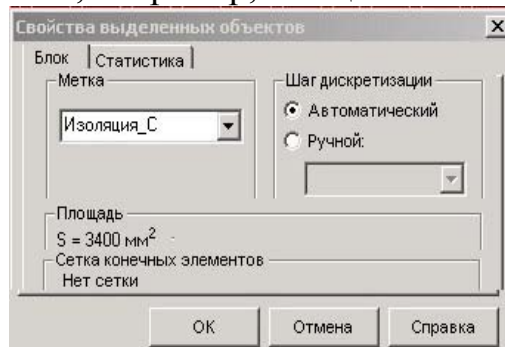 Свойства выделенных объектов
Блок Статистика
Метка
Изоляция_С
Шаг дискретизации
Автоматический
Ручной:
Площадь
S = 3400 мм²
Сетка конечных элементов
Нет сетки
ОК Отмена Справка